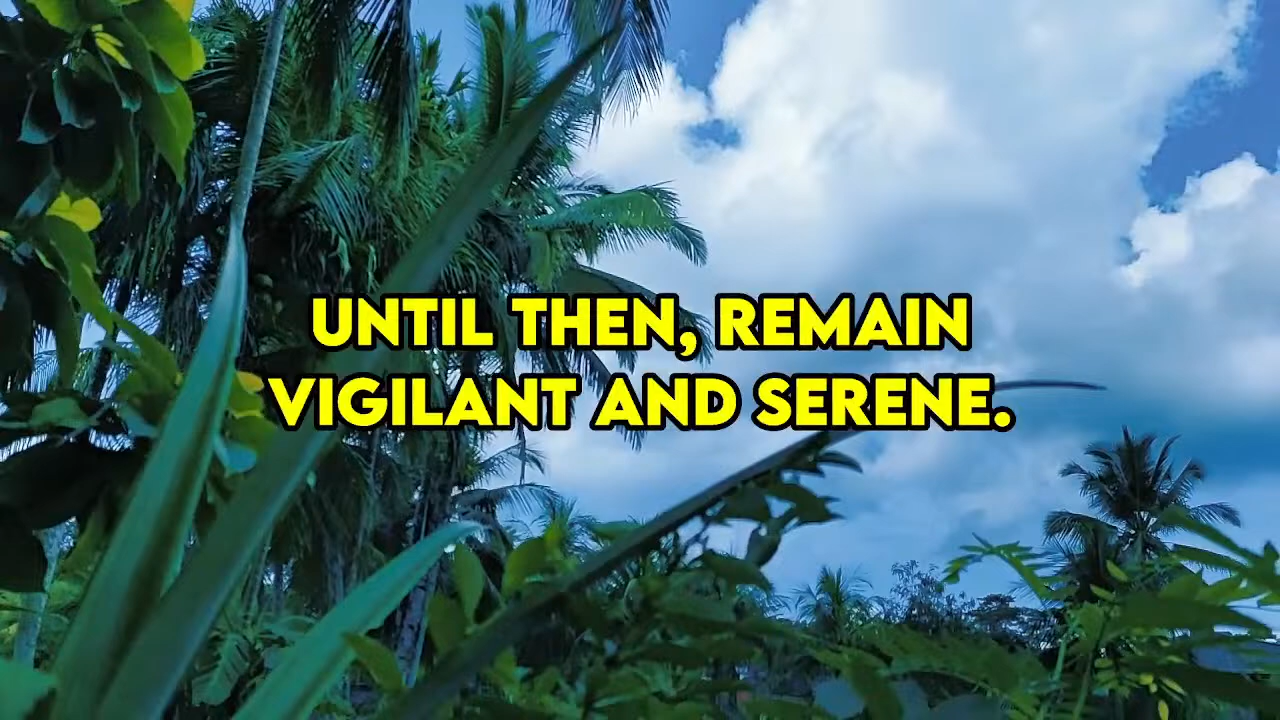 UNTIL THEN, REMAIN
VIGILANT AND SERENE.